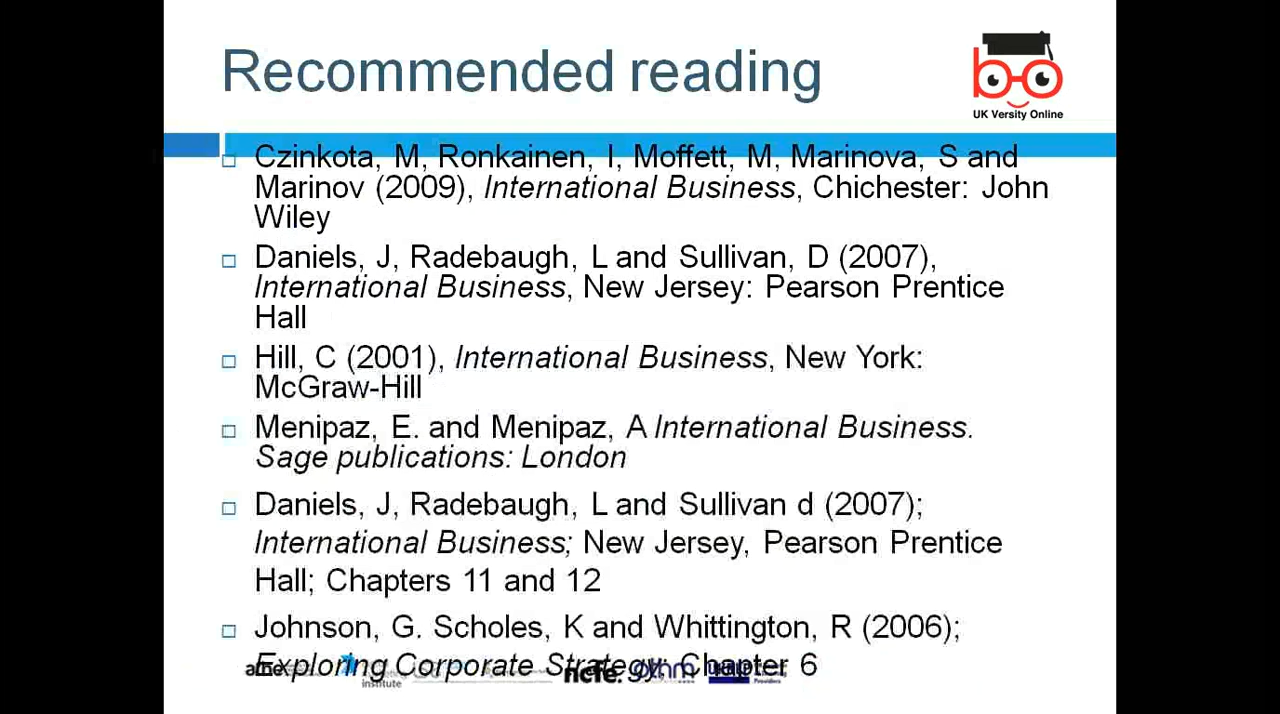 Recommended reading
UK Versity Online
Czinkota, M, Ronkainen, I, Moffett, M, Marinova, S and
Marinov (2009), International Business, Chichester: John
Wiley
Daniels, J, Radebaugh, L and Sullivan, D (2007),
International Business, New Jersey: Pearson Prentice
Hall
Hill, C (2001), International Business, New York:
McGraw-Hill
Menipaz, E. and Menipaz, A International Business.
Sage publications: London
Daniels, J, Radebaugh, L and Sullivan d (2007);
International Business; New Jersey, Pearson Prentice
Hall; Chapters 11 and 12
Johnson, G. Scholes, K and Whittington, R (2006);
Exploring Corporate Strategy; Chapter 6
institute
ncfe.